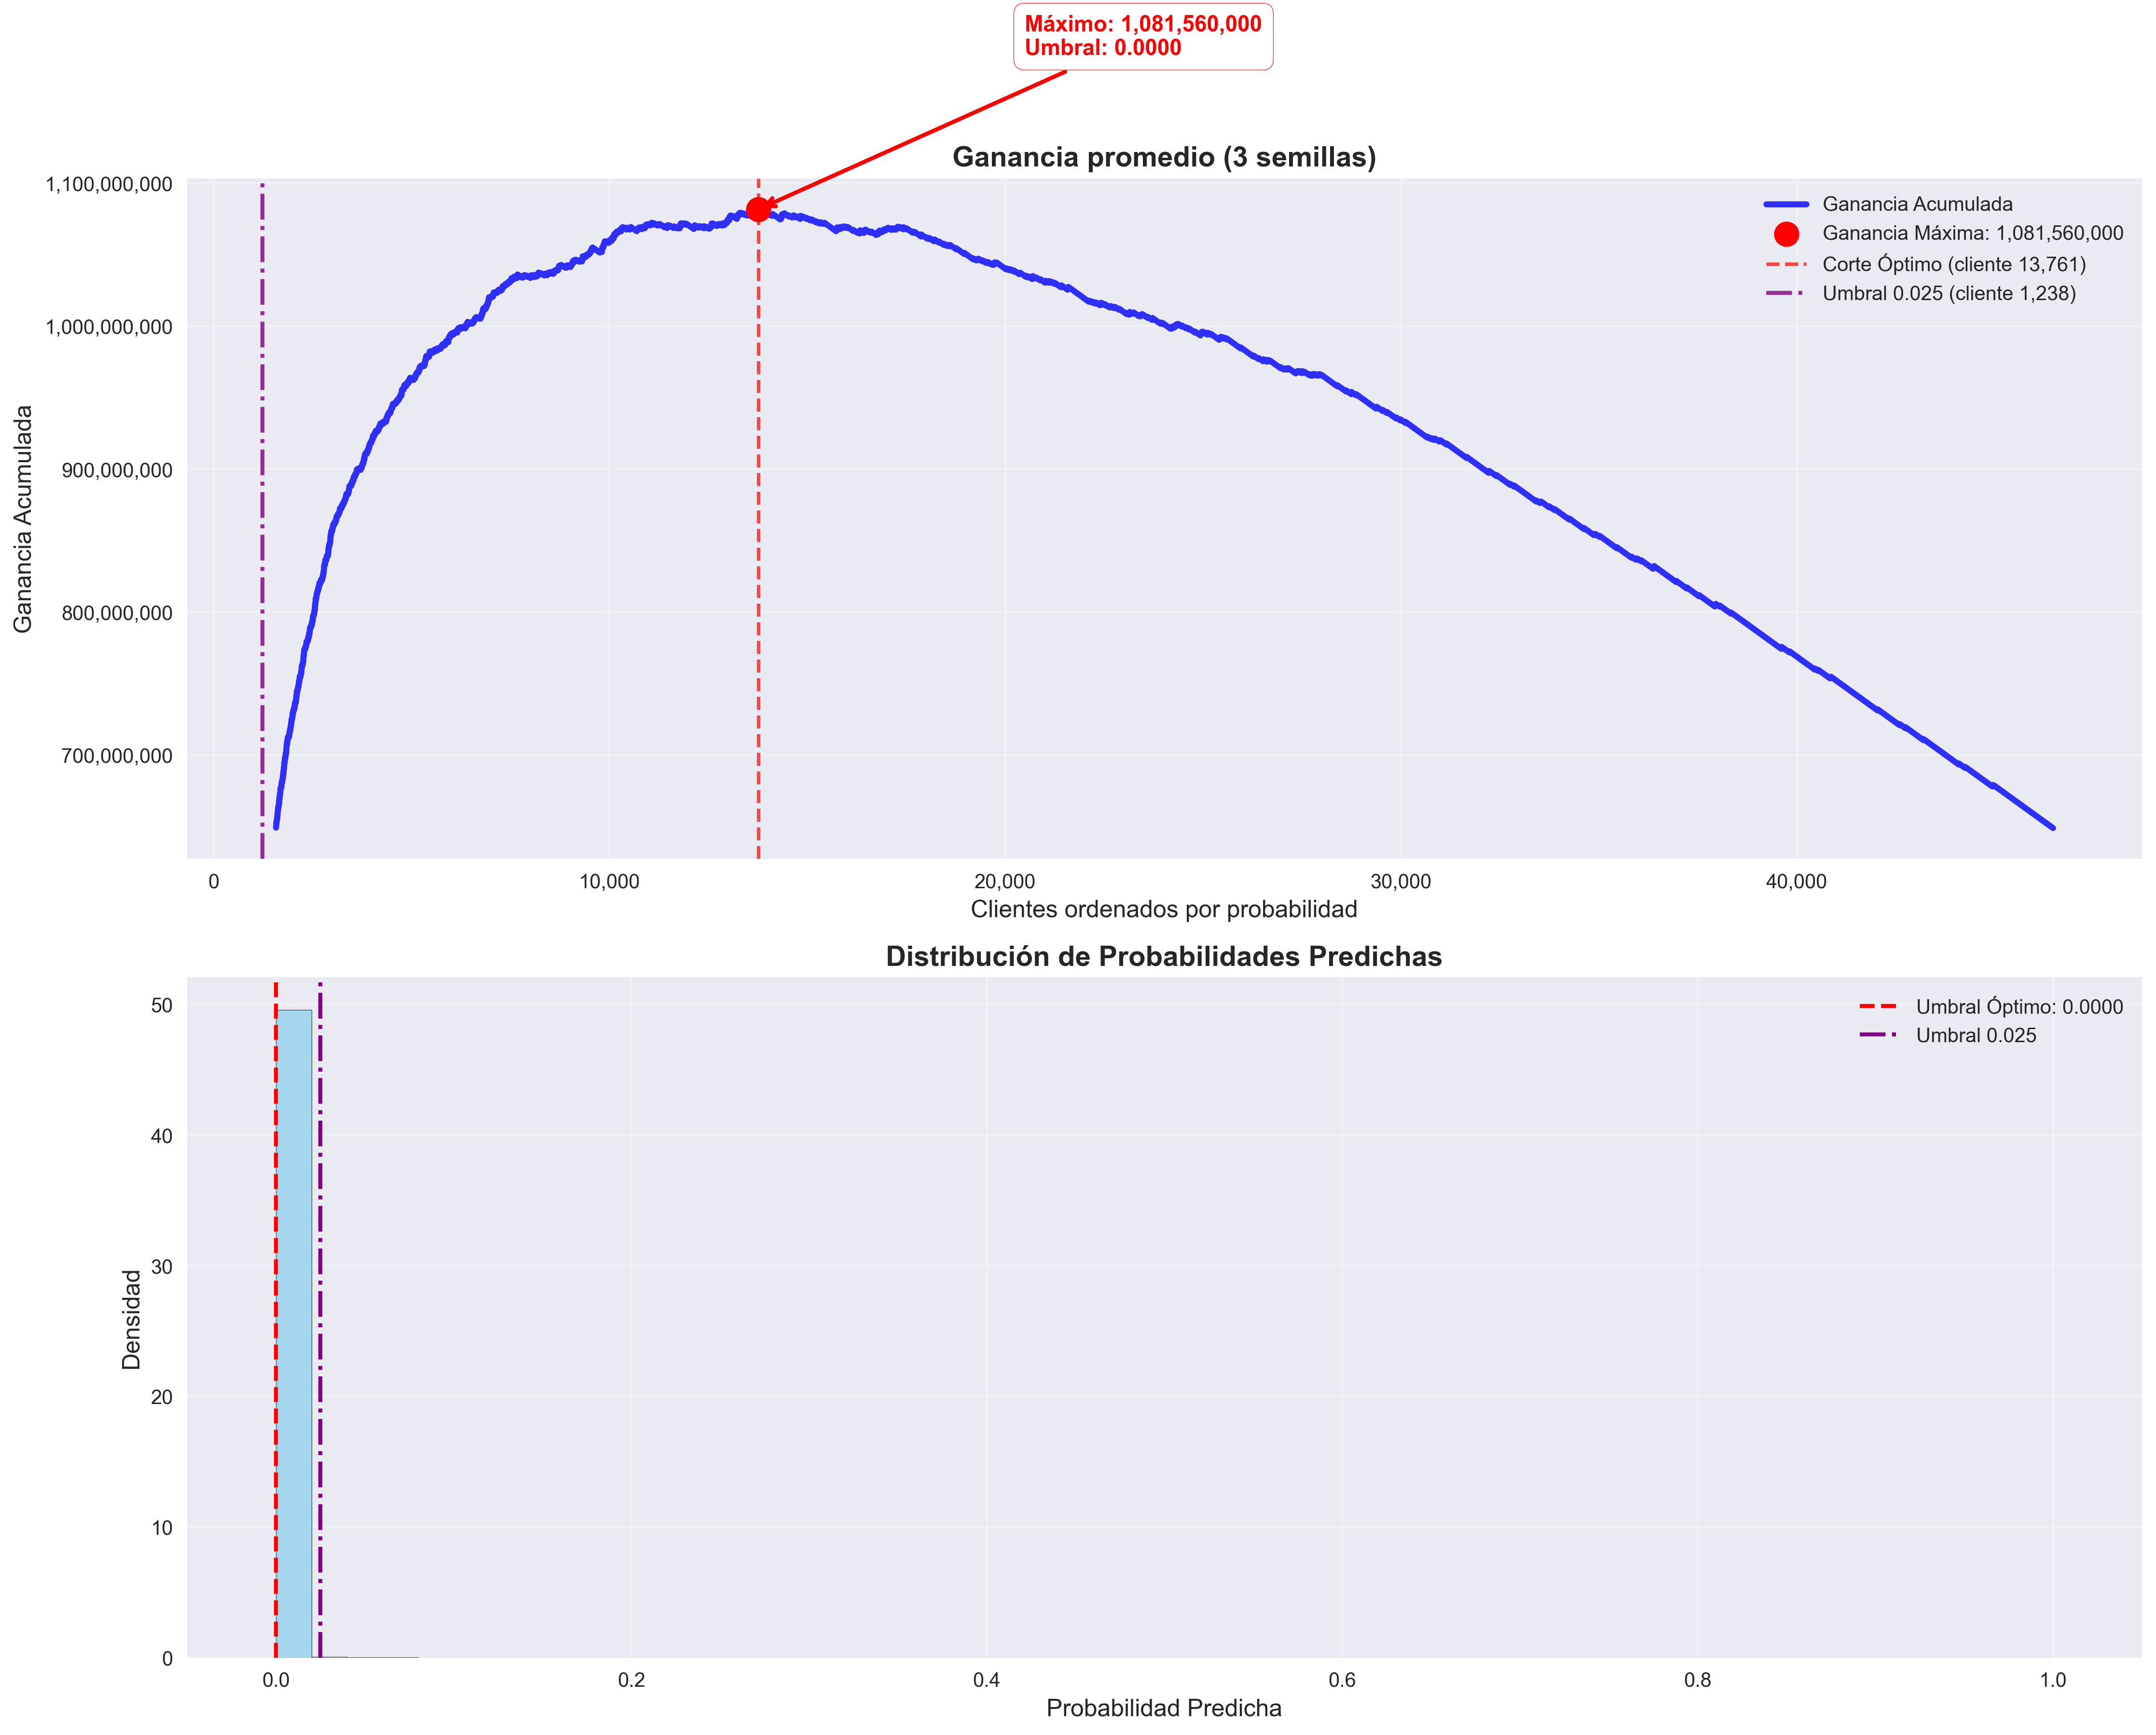 Máximo: 1,081,560,000
Umbral: 0.0000
Ganancia promedio (3 semillas)
Ganancia Acumulada
1,100,000,000
1,000,000,000
900,000,000
800,000,000
700,000,000
Ganancia Acumulada
Ganancia Máxima: 1,081,560,000
Corte Óptimo (cliente 13,761)
Umbral 0.025 (cliente 1,238)
0
10,000
20,000
30,000
40,000
Clientes ordenados por probabilidad
Distribución de Probabilidades Predichas
Densidad
50
40
30
20
10
0
Umbral Óptimo: 0.0000
Umbral 0.025
0.0
0.2
0.4
0.6
0.8
1.0
Probabilidad Predicha